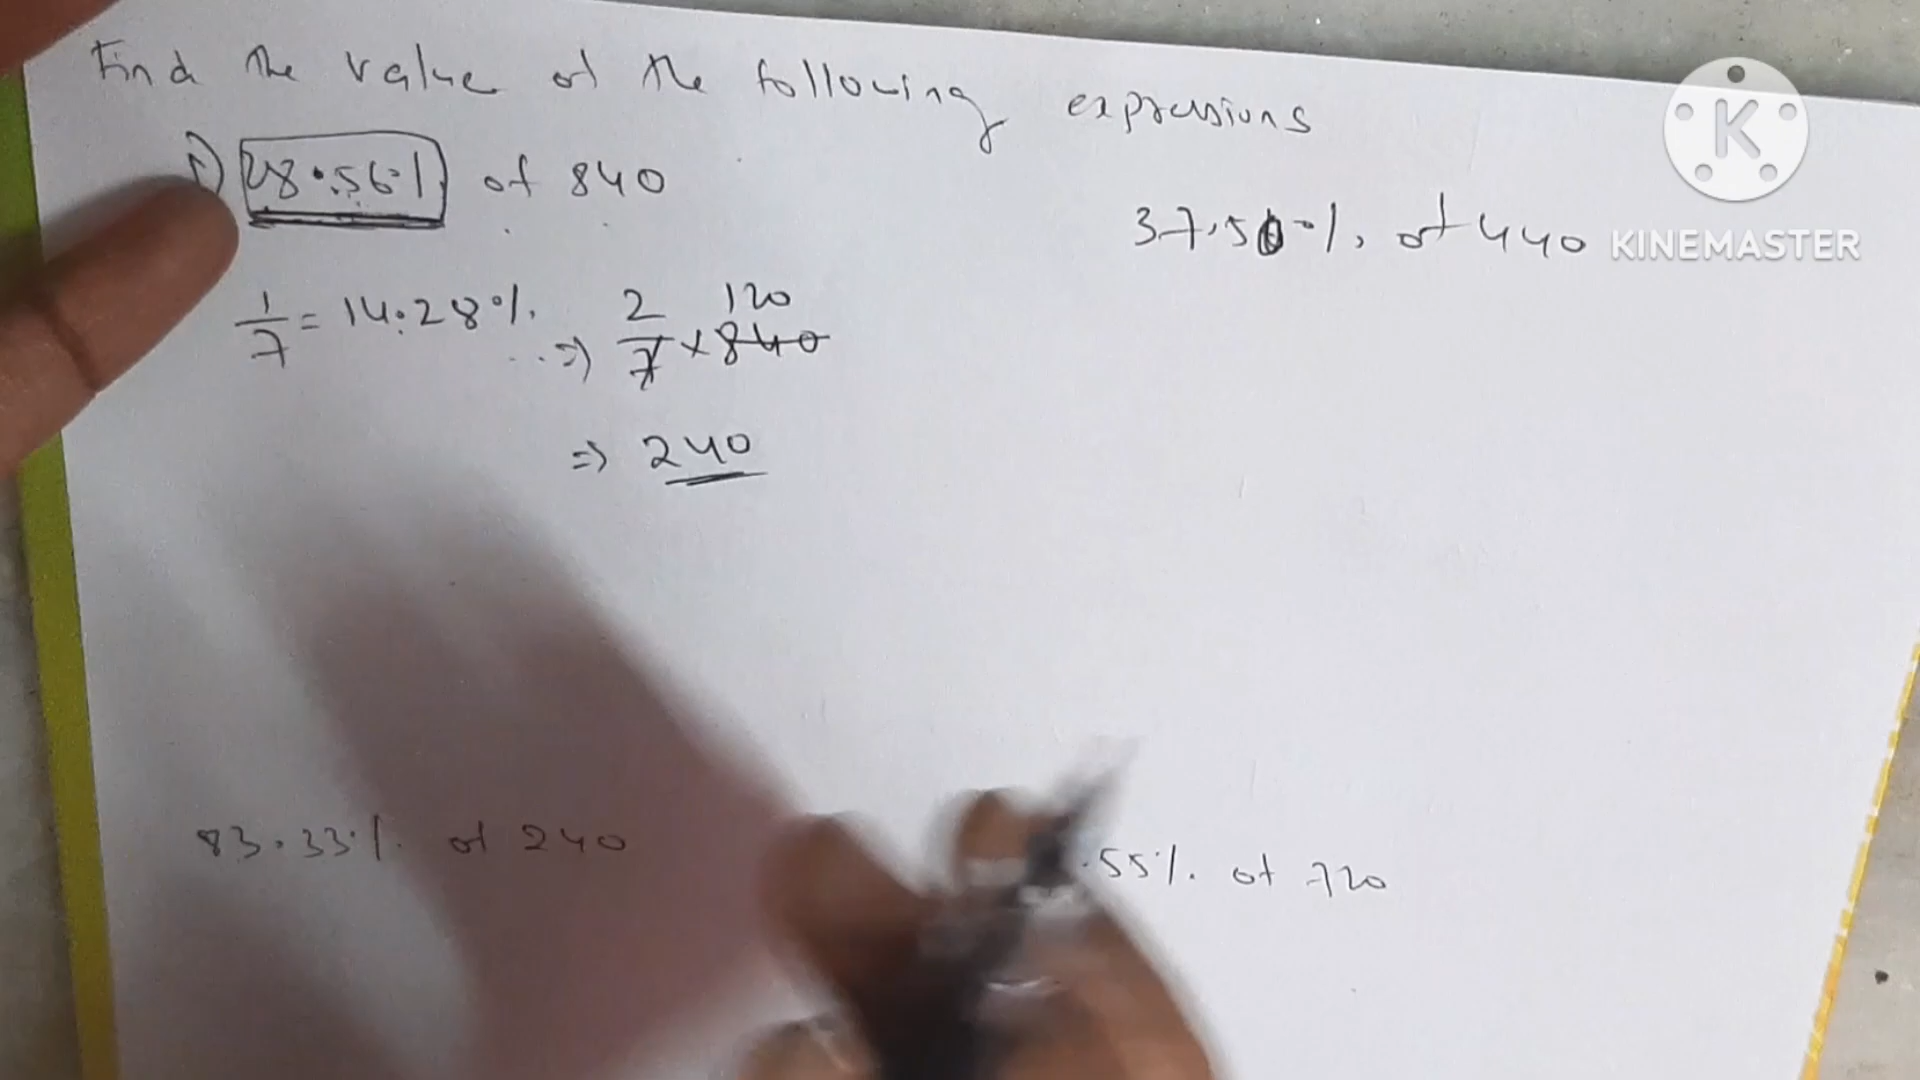 Find the value of the following expressions
i) 28.56% of 840
37.50% of 440
KINEMASTER
1/7 = 14.28%
=> 2/7 x 840
120
=> 240
83.33% of 240
.55% of 720